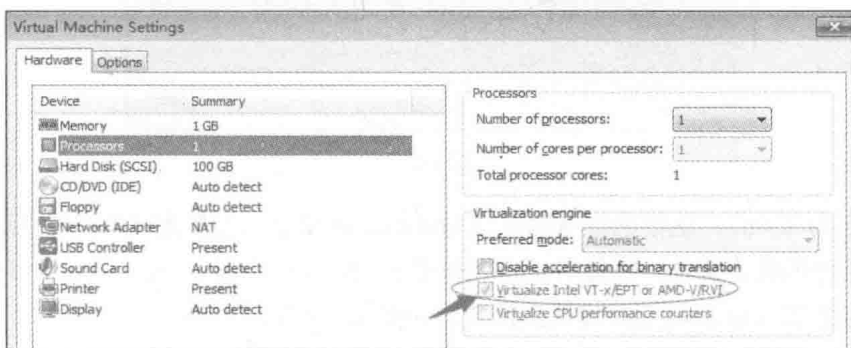 Virtual Machine Settings
Hardware Options
Device Summary
Memory 1 GB
Processors 1
Hard Disk (SCSI) 100 GB
CD/DVD (IDE) Auto detect
Floppy Auto detect
Network Adapter NAT
USB Controller Present
Sound Card Auto detect
Printer Present
Display Auto detect
Processors
Number of processors: 1
Number of cores per processor: 1
Total processor cores: 1
Virtualization engine
Preferred mode: Automatic
Disable acceleration for binary translation
Virtualize Intel VT-x/EPT or AMD-V/RVI
Virtualize CPU performance counters